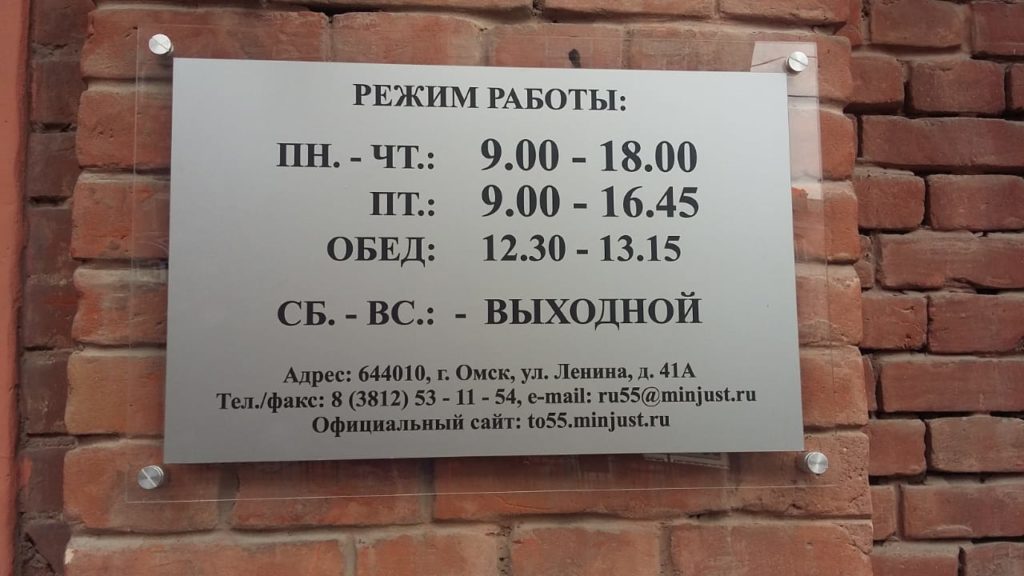 РЕЖИМ РАБОТЫ:
ПН. - ЧТ.: 9.00 - 18.00
ПТ.: 9.00 - 16.45
ОБЕД: 12.30 - 13.15
СБ. - ВС.: - ВЫХОДНОЙ
Адрес: 644010, г. Омск, ул. Ленина, д. 41А
Тел./факс: 8 (3812) 53 - 11 - 54, e-mail: ru55@minjust.ru
Официальный сайт: to55.minjust.ru